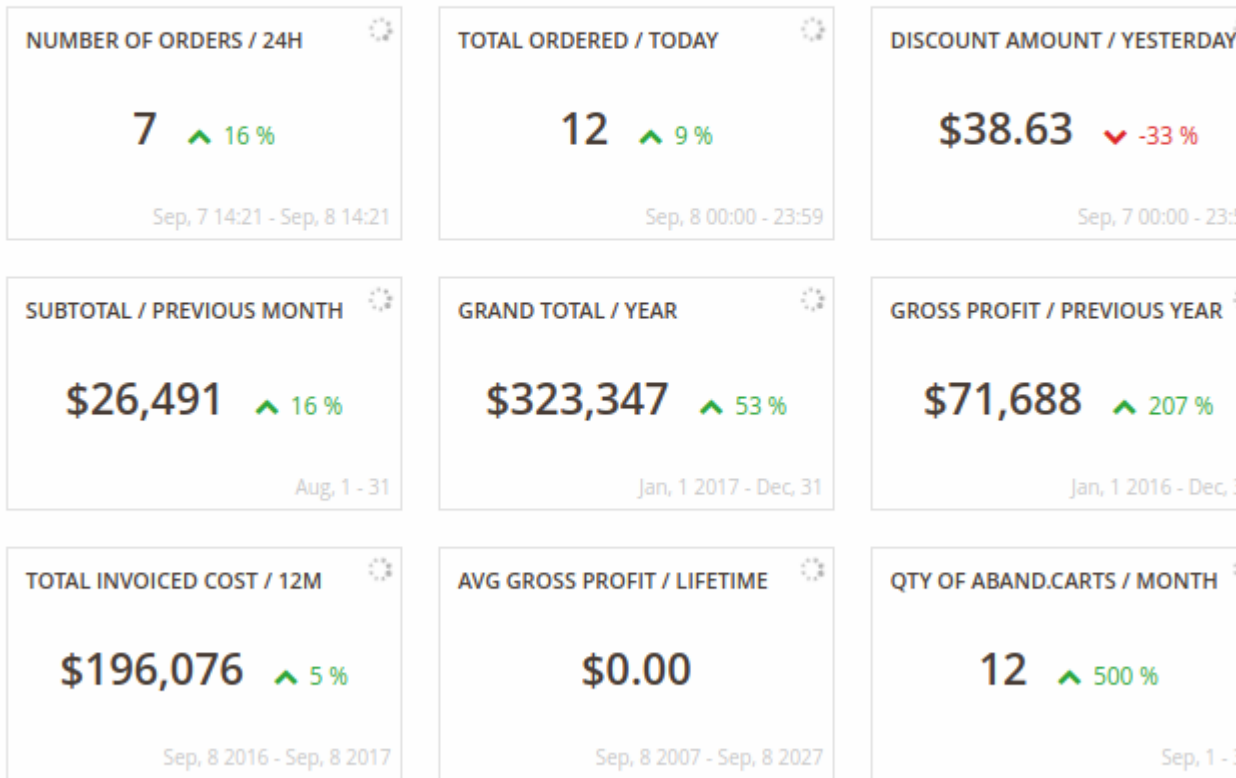 NUMBER OF ORDERS / 24H
7 16 %
Sep, 7 14:21 - Sep, 8 14:21
TOTAL ORDERED / TODAY
12 9 %
Sep, 8 00:00 - 23:59
DISCOUNT AMOUNT / YESTERDAY
$38.63 -33 %
Sep, 7 00:00 -
SUBTOTAL / PREVIOUS MONTH
$26,491 16 %
Aug, 1 - 31
GRAND TOTAL / YEAR
$323,347 53 %
Jan, 1 2017 - Dec, 31
GROSS PROFIT / PREVIOUS YEAR
$71,688 207 %
Jan, 1 2016 - Dec,
TOTAL INVOICED COST / 12M
$196,076 5 %
Sep, 8 2016 - Sep, 8 2017
AVG GROSS PROFIT / LIFETIME
$0.00
Sep, 8 2007 - Sep, 8 2027
QTY OF ABAND.CARTS / MONTH
12 500 %
Sep, 1 -